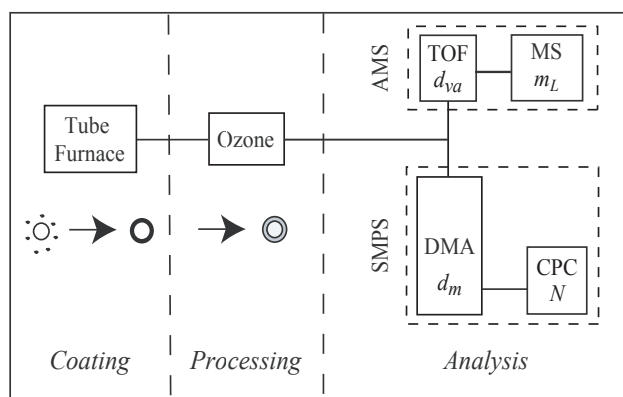 AMS
TOF
d_va
MS
m_L
Tube
Furnace
Ozone
SMPS
DMA
d_m
CPC
N
Coating
Processing
Analysis